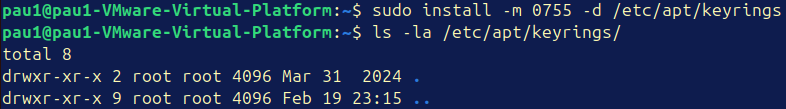 pau1@pau1-VMware-Virtual-Platform:~$ sudo install -m 0755 -d /etc/apt/keyrings
pau1@pau1-VMware-Virtual-Platform:~$ ls -la /etc/apt/keyrings/
total 8
drwxr-xr-x 2 root root 4096 Mar 31  2024 .
drwxr-xr-x 9 root root 4096 Feb 19 23:15 ..